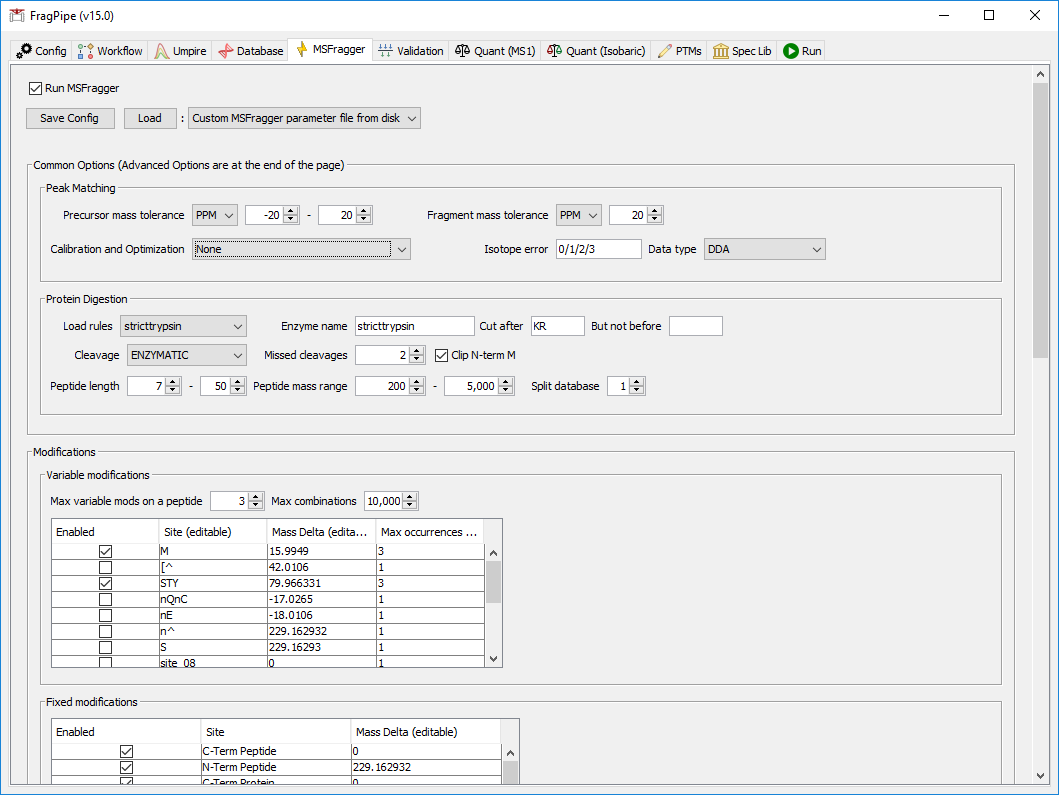 FragPipe (v15.0)
Config Workflow Umpire Database MSFragger Validation Quant (MS1) Quant (Isobaric) PTMs Spec Lib Run
Run MSFragger
Save Config Load : Custom MSFragger parameter file from disk
Common Options (Advanced Options are at the end of the page)
Peak Matching
Precursor mass tolerance PPM -20 - 20 Fragment mass tolerance PPM 20
Calibration and Optimization None Isotope error 0/1/2/3 Data type DDA
Protein Digestion
Load rules stricttrypsin Enzyme name stricttrypsin Cut after KR But not before
Cleavage ENZYMATIC Missed cleavages 2 Clip N-term M
Peptide length 7 - 50 Peptide mass range 200 - 5,000 Split database 1
Modifications
Variable modifications
Max variable mods on a peptide 3 Max combinations 10,000
Enabled Site (editable) Mass Delta (edita... Max occurrences ...
M 15.9949 3
[^ 42.0106 1
STY 79.966331 3
nQnC -17.0265 1
nE -18.0106 1
n^ 229.162932 1
S 229.16293 1
site_08 0 1
Fixed modifications
Enabled Site Mass Delta (editable)
C-Term Peptide 0
N-Term Peptide 229.162932
C-Term Protein 0